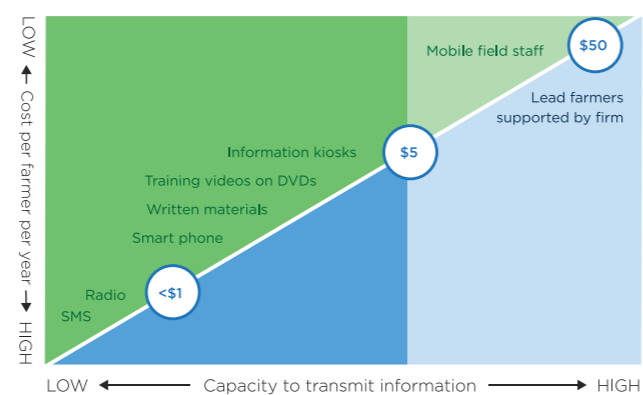 LOW
Cost per farmer per year
HIGH
Mobile field staff
$50
Lead farmers
supported by firm
Information kiosks
$5
Training videos on DVDs
Written materials
Smart phone
Radio
<$1
SMS
LOW
Capacity to transmit information
HIGH